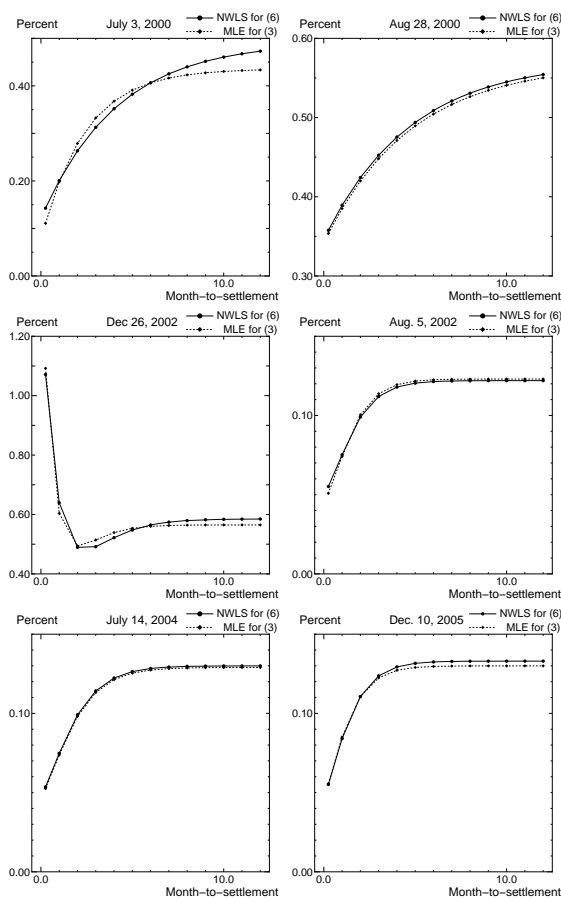 Percent July 3, 2000 NWLS for (6)
MLE for (3)
0.40
0.20
0.00
0.0 10.0
Month−to−settlement
Percent Aug 28, 2000 NWLS for (6)
MLE for (3)
0.60
0.50
0.40
0.30
0.0 10.0
Month−to−settlement
Percent Dec 26, 2002 NWLS for (6)
MLE for (3)
1.20
1.00
0.80
0.60
0.40
0.0 10.0
Month−to−settlement
Percent Aug. 5, 2002 NWLS for (6)
MLE for (3)
0.10
0.00
0.0 10.0
Month−to−settlement
Percent July 14, 2004 NWLS for (6)
MLE for (3)
0.10
0.00
0.0 10.0
Month−to−settlement
Percent Dec. 10, 2005 NWLS for (6)
MLE for (3)
0.10
0.00
0.0 10.0
Month−to−settlement